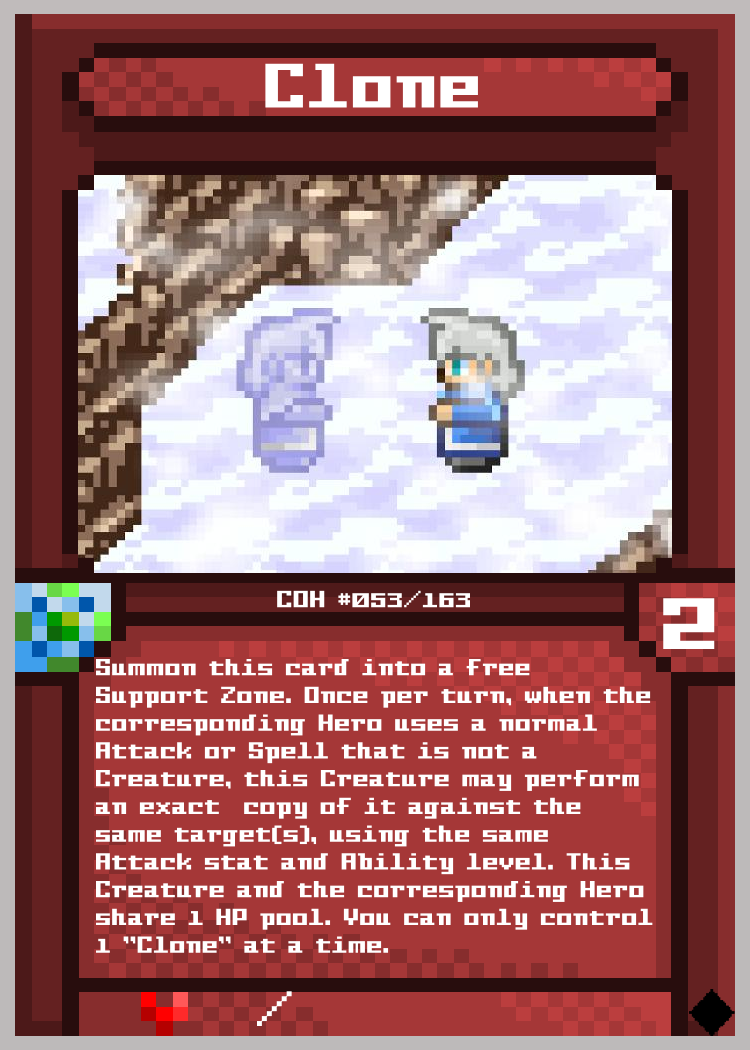 Clone
COH #053/163
2
Summon this card into a free
Support Zone. Once per turn, when the
corresponding Hero uses a normal
Attack or Spell that is not a
Creature, this Creature may perform
an exact  copy of it against the
same target(s), using the same
Attack stat and Ability level. This
Creature and the corresponding Hero
share 1 HP pool. You can only control
1 "Clone" at a time.
/